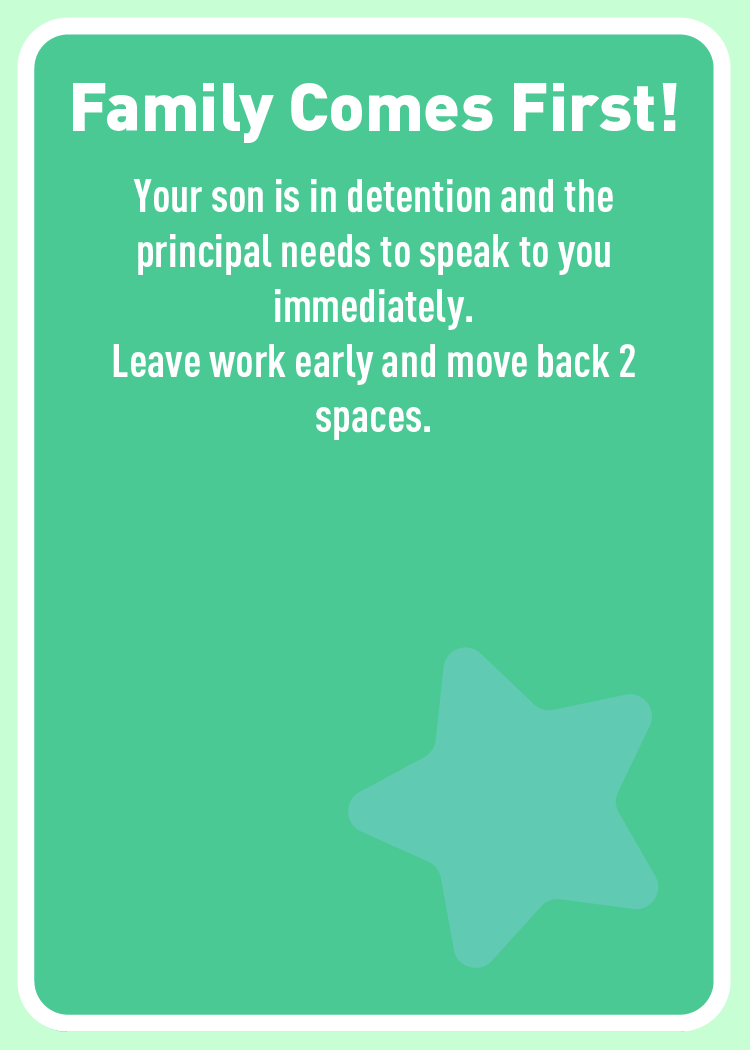 Family Comes First!
Your son is in detention and the
principal needs to speak to you
immediately.
Leave work early and move back 2
spaces.